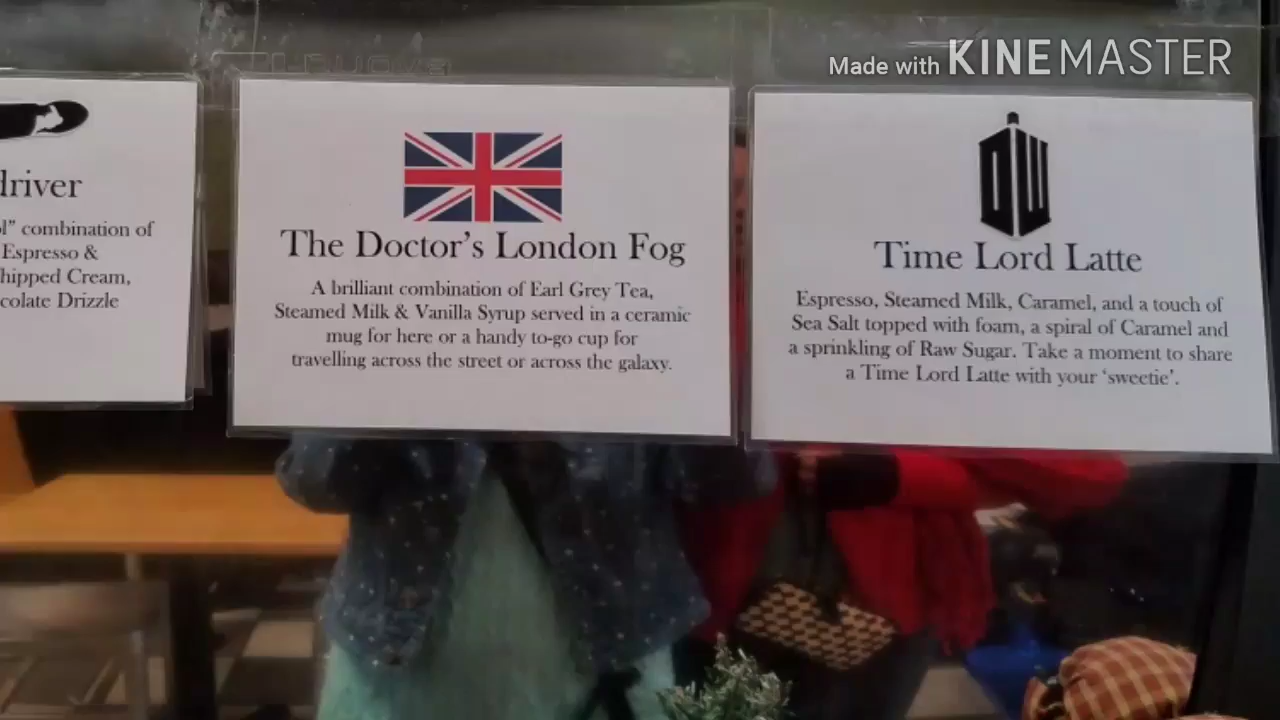 Made with KINEMASTER
driver
combination of
Espresso &
Cream,
Drizzle
The Doctor's London Fog
A brilliant combination of Earl Grey Tea,
Steamed Milk & Vanilla Syrup served in a ceramic
mug for here or a handy to-go cup for
travelling across the street or across the galaxy.
DW
Time Lord Latte
Espresso, Steamed Milk, Caramel, and a touch of
Sea Salt topped with foam, a spiral of Caramel and
a sprinkling of Raw Sugar. Take a moment to share
a Time Lord Latte with your 'sweetie'.